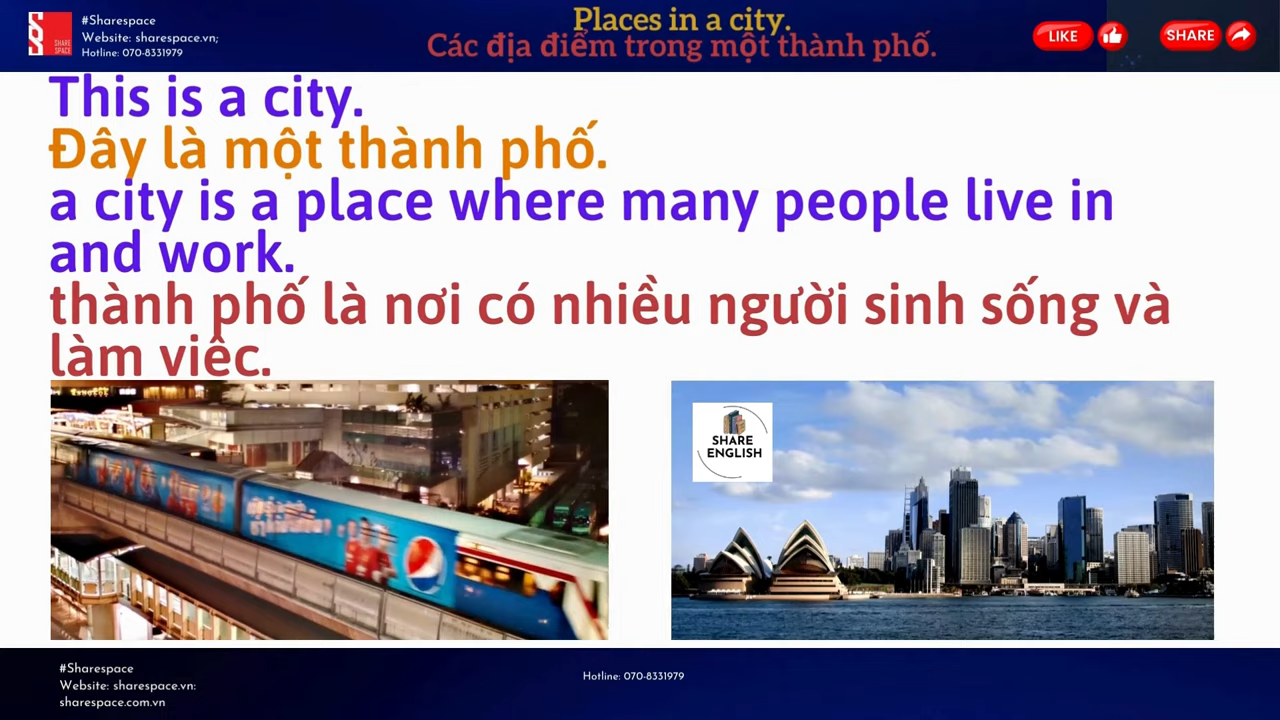 SHARE
SPACE
#Sharespace
Website: sharespace.vn;
Hotline: 070-8331979
Places in a city.
Các địa điểm trong một thành phố.
LIKE
SHARE
This is a city.
Đây là một thành phố.
a city is a place where many people live in
and work.
thành phố là nơi có nhiều người sinh sống và
làm việc.
SHARE
ENGLISH
#Sharespace
Website: sharespace.vn:
sharespace.com.vn
Hotline: 070-8331979